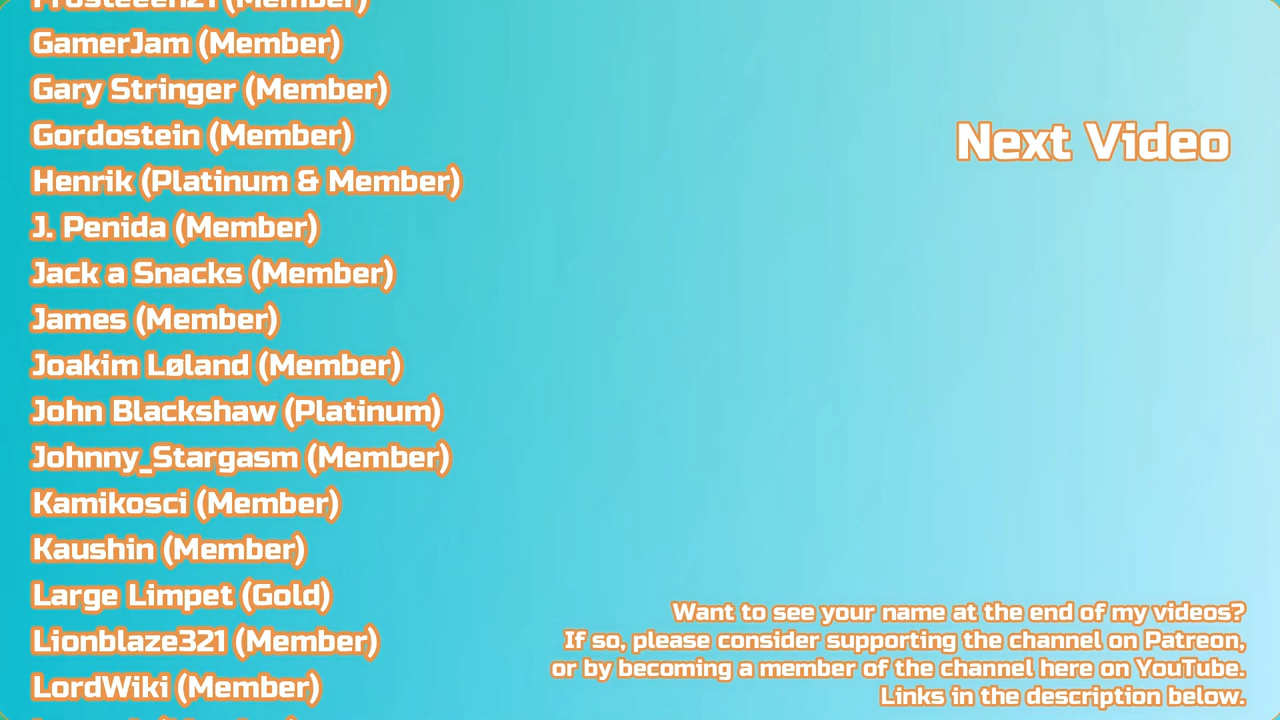 GamerJam (Member)
Gary Stringer (Member)
Gordostein (Member)
Henrik (Platinum & Member)
J. Penida (Member)
Jack a Snacks (Member)
James (Member)
Joakim Løland (Member)
John Blackshaw (Platinum)
Johnny_Stargasm (Member)
Kamikosci (Member)
Kaushin (Member)
Large Limpet (Gold)
Lionblaze321 (Member)
LordWiki (Member)
Next Video
Want to see your name at the end of my videos?
If so, please consider supporting the channel on Patreon,
or by becoming a member of the channel here on YouTube.
Links in the description below.